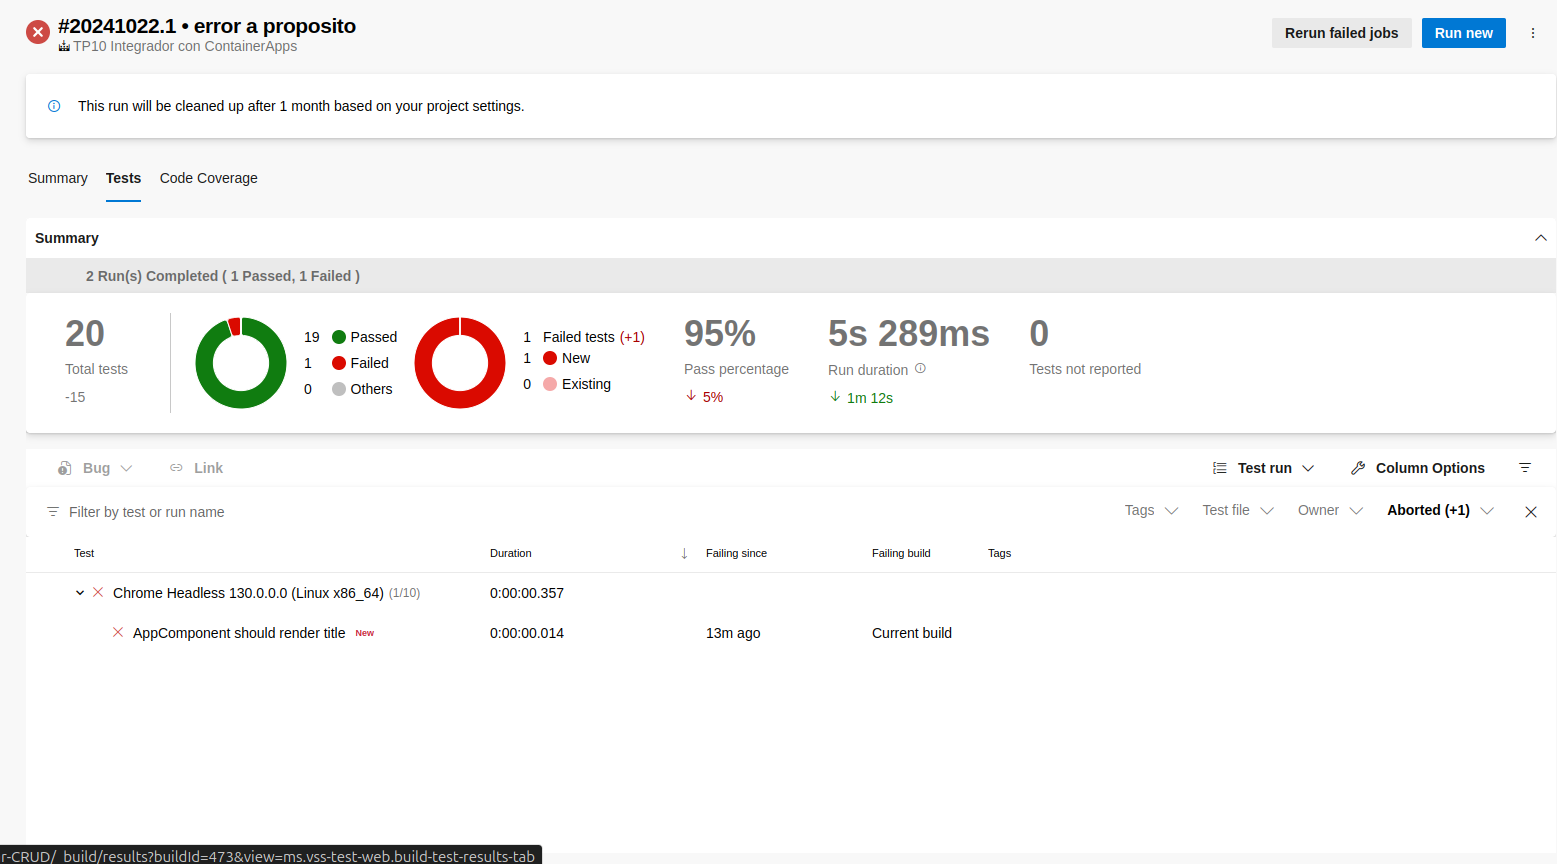 #20241022.1 • error a proposito
TP10 Integrador con ContainerApps
Rerun failed jobs
Run new
This run will be cleaned up after 1 month based on your project settings.
Summary Tests Code Coverage
Summary
2 Run(s) Completed ( 1 Passed, 1 Failed )
20
Total tests
-15
19 Passed
1 Failed
0 Others
1 Failed tests (+1)
1 New
0 Existing
95%
Pass percentage
5%
5s 289ms
Run duration
1m 12s
0
Tests not reported
Bug Link Test run Column Options
Filter by test or run name Tags Test file Owner Aborted (+1)
Test Duration Failing since Failing build Tags
Chrome Headless 130.0.0.0 (Linux x86_64) (1/10) 0:00:00.357
AppComponent should render title New 0:00:00.014 13m ago Current build
r-CRUD/_build/results?buildId=473&view=ms.vss-test-web.build-test-results-tab